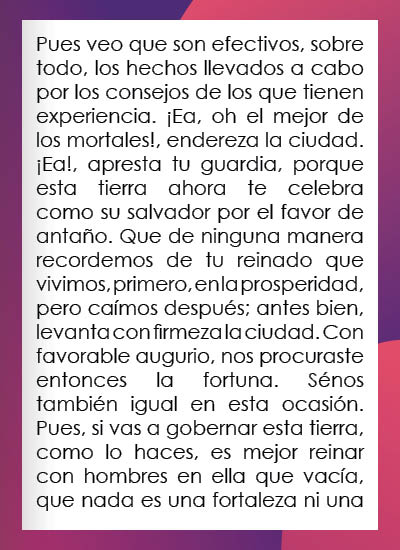 Pues veo que son efectivos, sobre
todo, los hechos llevados a cabo
por los consejos de los que tienen
experiencia. ¡Ea, oh el mejor de
los mortales!, endereza la ciudad.
¡Ea!, apresta tu guardia, porque
esta tierra ahora te celebra
como su salvador por el favor de
antaño. Que de ninguna manera
recordemos de tu reinado que
vivimos, primero, en la prosperidad,
pero caímos después; antes bien,
levanta con firmeza la ciudad. Con
favorable augurio, nos procuraste
entonces la fortuna. Sénos
también igual en esta ocasión.
Pues, si vas a gobernar esta tierra,
como lo haces, es mejor reinar
con hombres en ella que vacía,
que nada es una fortaleza ni una